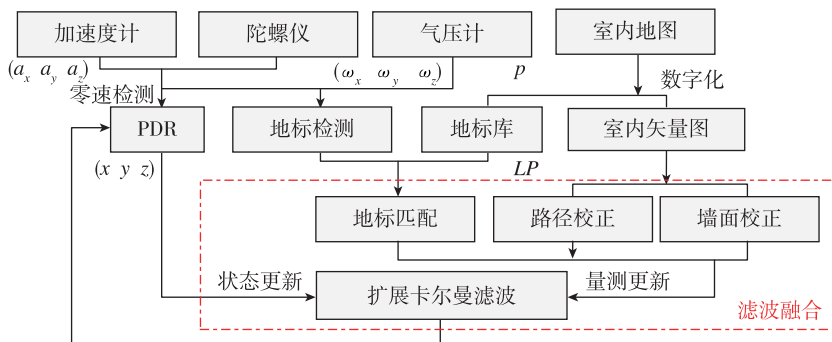 加速度计 陀螺仪 气压计 室内地图
(a_x a_y a_z) (ω_x ω_y ω_z) p 数字化
零速检测
PDR 地标检测 地标库 室内矢量图
(x y z) LP
地标匹配 路径校正 墙面校正
状态更新 扩展卡尔曼滤波 量测更新
滤波融合